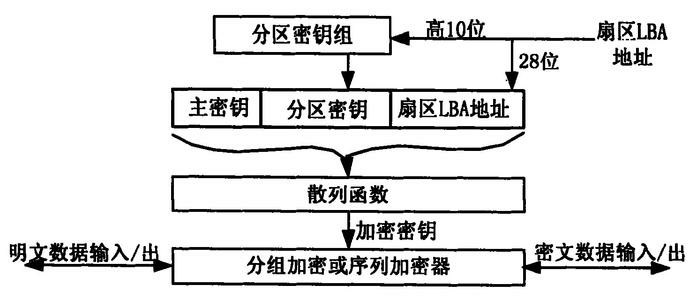 分区密钥组
高10位
扇区LBA
地址
28位
主密钥
分区密钥
扇区LBA地址
散列函数
加密密钥
明文数据输入/出
分组加密或序列加密器
密文数据输入/出